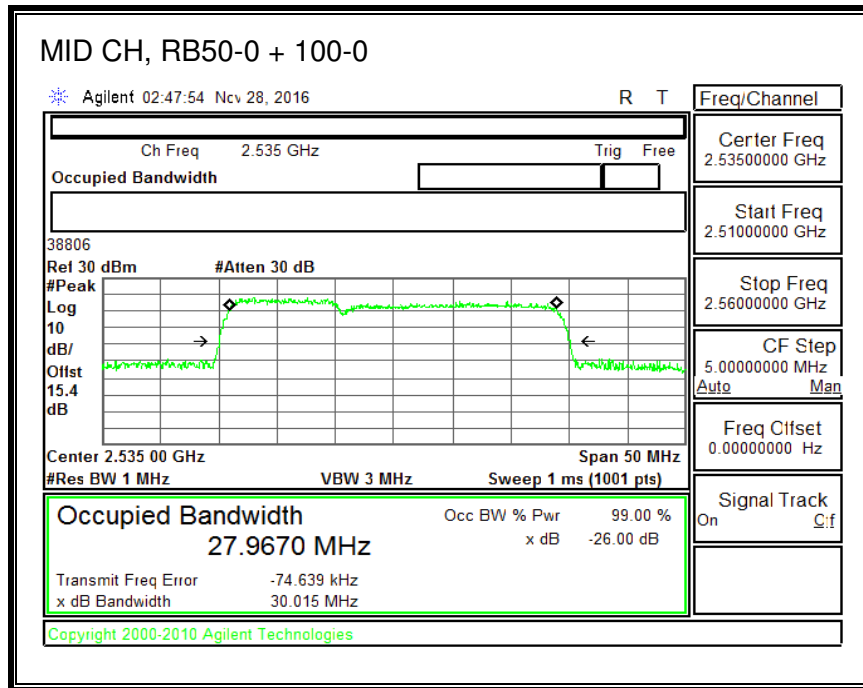 MID CH, RB50-0 + 100-0
Agilent 02:47:54 Nov 28, 2016 R T
Freq/Channel
Ch Freq 2.535 GHz Trig Free
Occupied Bandwidth
Center Freq
2.53500000 GHz
Start Freq
2.51000000 GHz
Stop Freq
2.56000000 GHz
CF Step
5.00000000 MHz
Auto Man
Freq Offset
0.00000000 Hz
Signal Track
On Off
38806
Ref 30 dBm #Atten 30 dB
#Peak
Log
10
dB/
Offst
15.4
dB
Center 2.535 00 GHz Span 50 MHz
#Res BW 1 MHz VBW 3 MHz Sweep 1 ms (1001 pts)
Occupied Bandwidth
27.9670 MHz
Occ BW % Pwr 99.00 %
x dB -26.00 dB
Transmit Freq Error -74.639 kHz
x dB Bandwidth 30.015 MHz
Copyright 2000-2010 Agilent Technologies